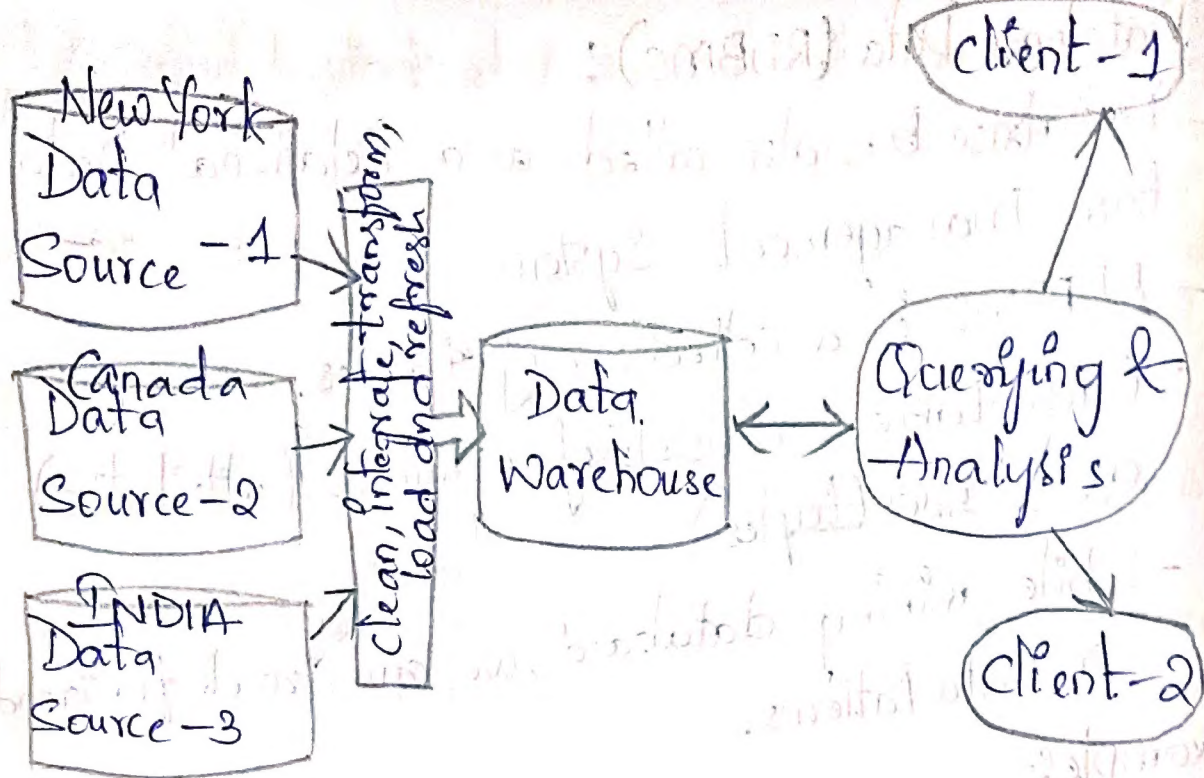 New York
Data
Source -1
Canada
Data
Source-2
INDIA
Data
Source-3
Clean, integrate, transform,
load and refresh
Data
Warehouse
Querying &
Analysis
Client-1
Client-2